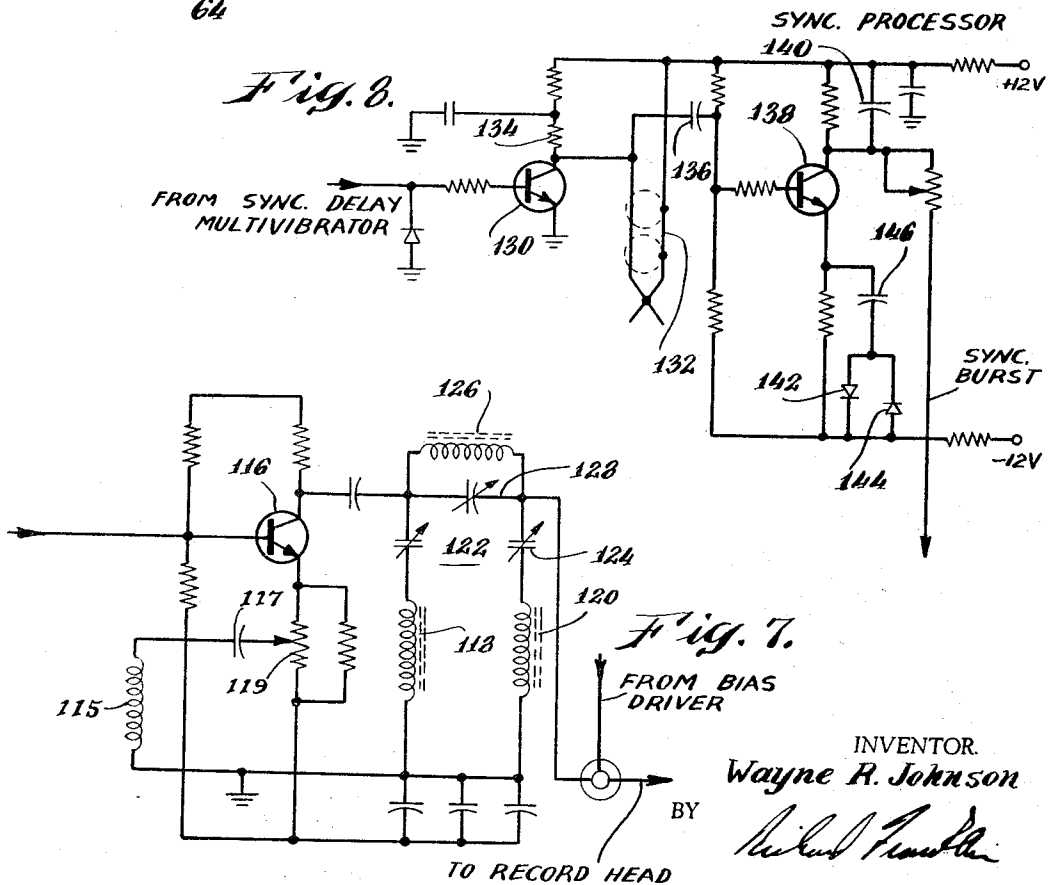 64
SYNC. PROCESSOR
140
+12V
Fig. 8.
134
136
138
FROM SYNC. DELAY
MULTIVIBRATOR
130
146
132
142
SYNC.
BURST
144
-12V
126
128
116
122
124
117
118
120
119
115
Fig. 7.
FROM BIAS
DRIVER
INVENTOR.
Wayne R. Johnson
BY
TO RECORD HEAD